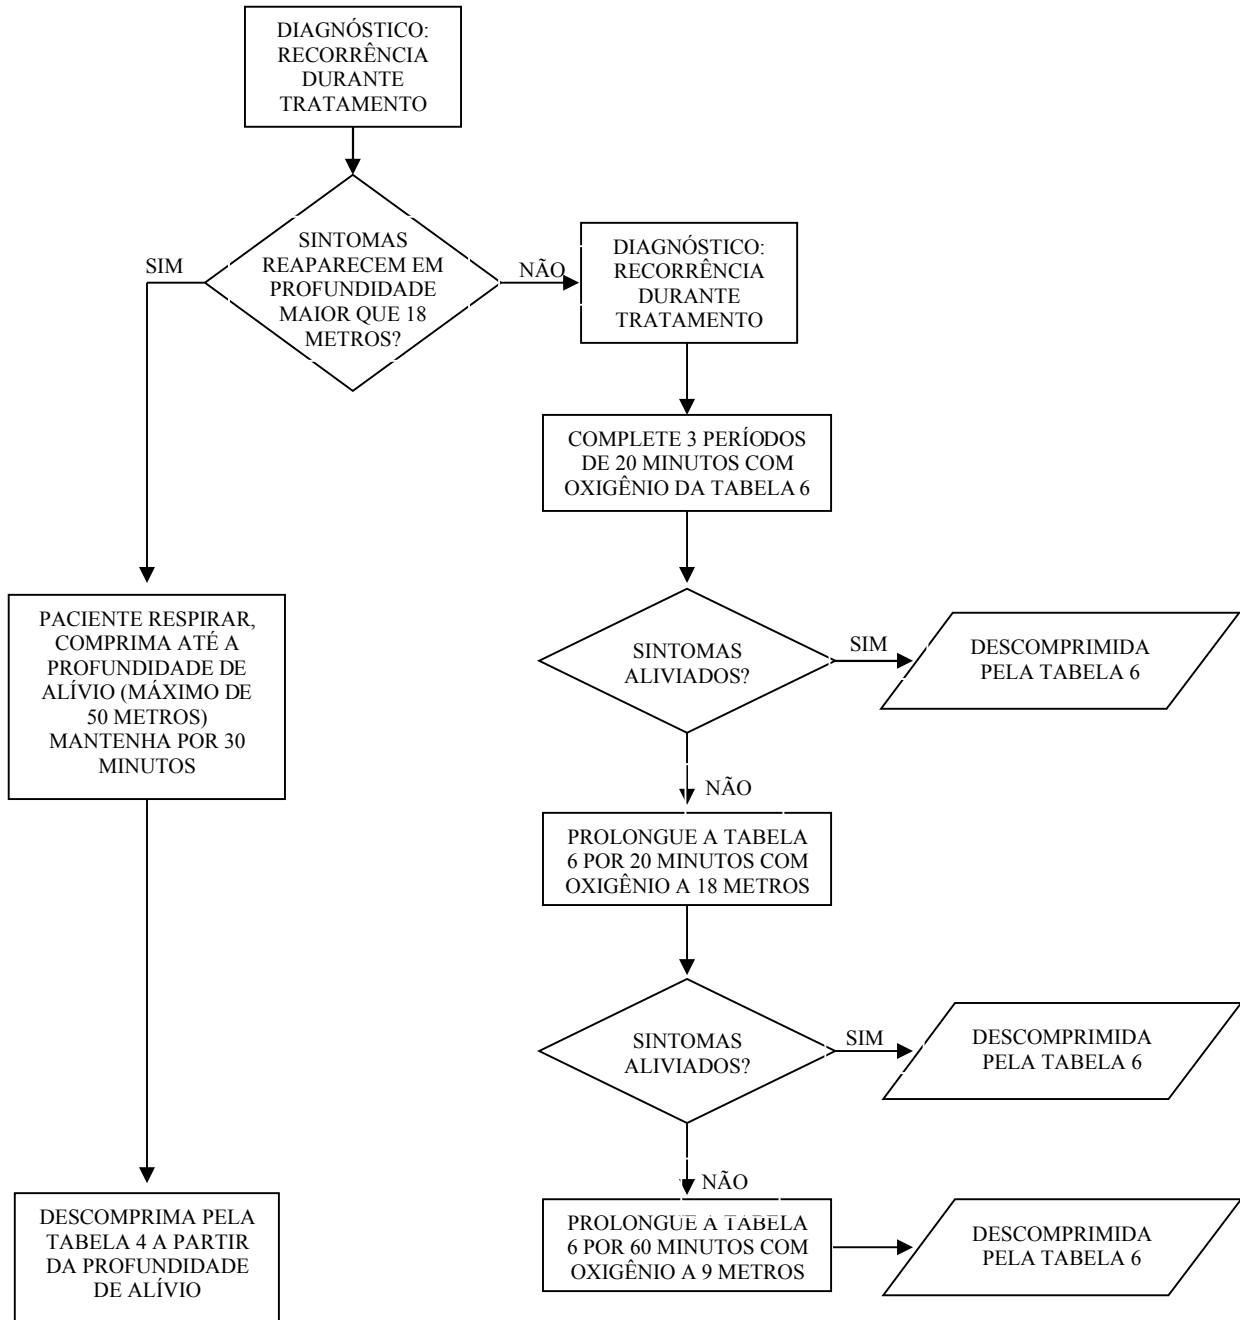 DIAGNÓSTICO:
RECORRÊNCIA
DURANTE
TRATAMENTO
SINTOMAS
REAPARECEM EM
PROFUNDIDADE
MAIOR QUE 18
METROS?
SIM
NÃO
DIAGNÓSTICO:
RECORRÊNCIA
DURANTE
TRATAMENTO
COMPLETE 3 PERÍODOS
DE 20 MINUTOS COM
OXIGÊNIO DA TABELA 6
PACIENTE RESPIRAR,
COMPRIMA ATÉ A
PROFUNDIDADE DE
ALÍVIO (MÁXIMO DE
50 METROS)
MANTENHA POR 30
MINUTOS
SINTOMAS
ALIVIADOS?
SIM
DESCOMPRIMIDA
PELA TABELA 6
NÃO
PROLONGUE A TABELA
6 POR 20 MINUTOS COM
OXIGÊNIO A 18 METROS
SINTOMAS
ALIVIADOS?
SIM
DESCOMPRIMIDA
PELA TABELA 6
NÃO
DESCOMPRIMA PELA
TABELA 4 A PARTIR
DA PROFUNDIDADE
DE ALÍVIO
PROLONGUE A TABELA
6 POR 60 MINUTOS COM
OXIGÊNIO A 9 METROS
DESCOMPRIMIDA
PELA TABELA 6